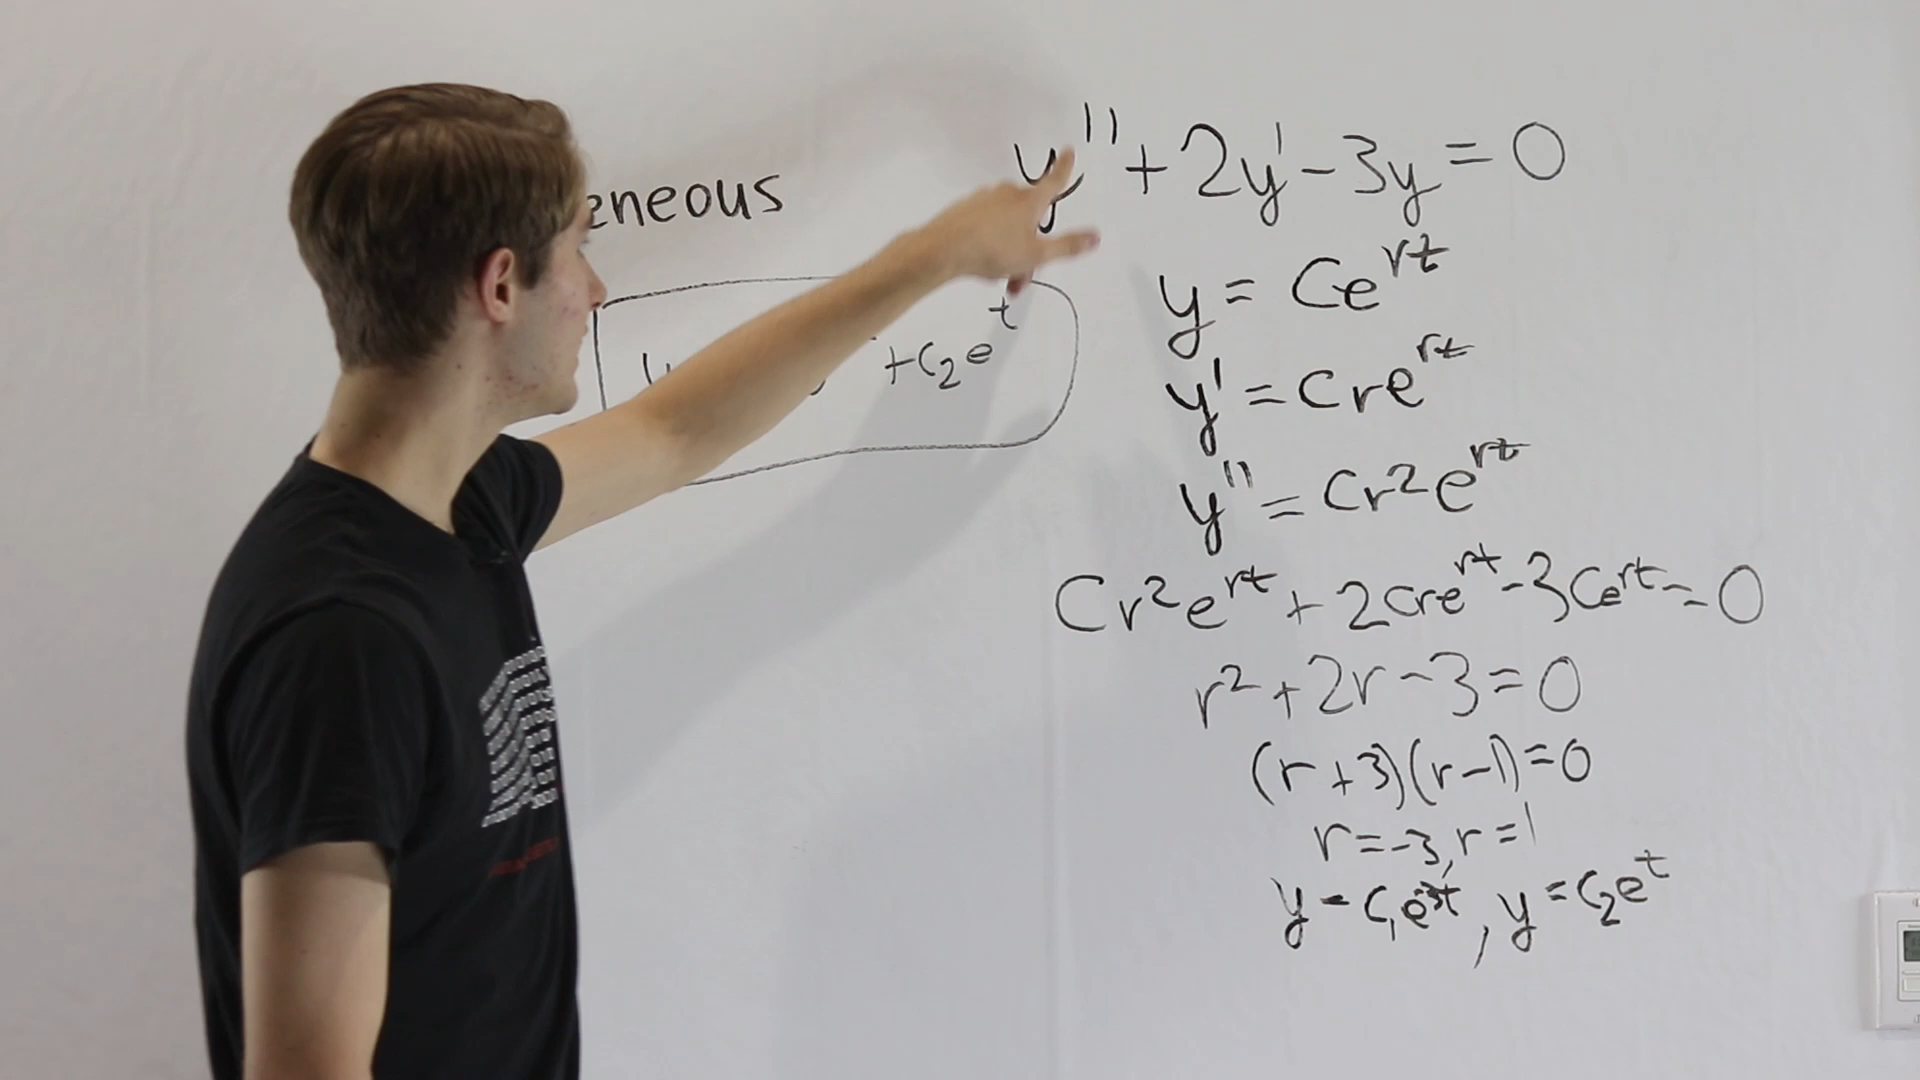 eneous
+c₂e^t
y'' + 2y' - 3y = 0
y = Ce^rt
y' = Cre^rt
y'' = Cr²e^rt
Cr²e^rt + 2Cre^rt - 3Ce^rt = 0
r² + 2r - 3 = 0
(r + 3)(r - 1) = 0
r = -3, r = 1
y = C₁e^-3t, y = C₂e^t